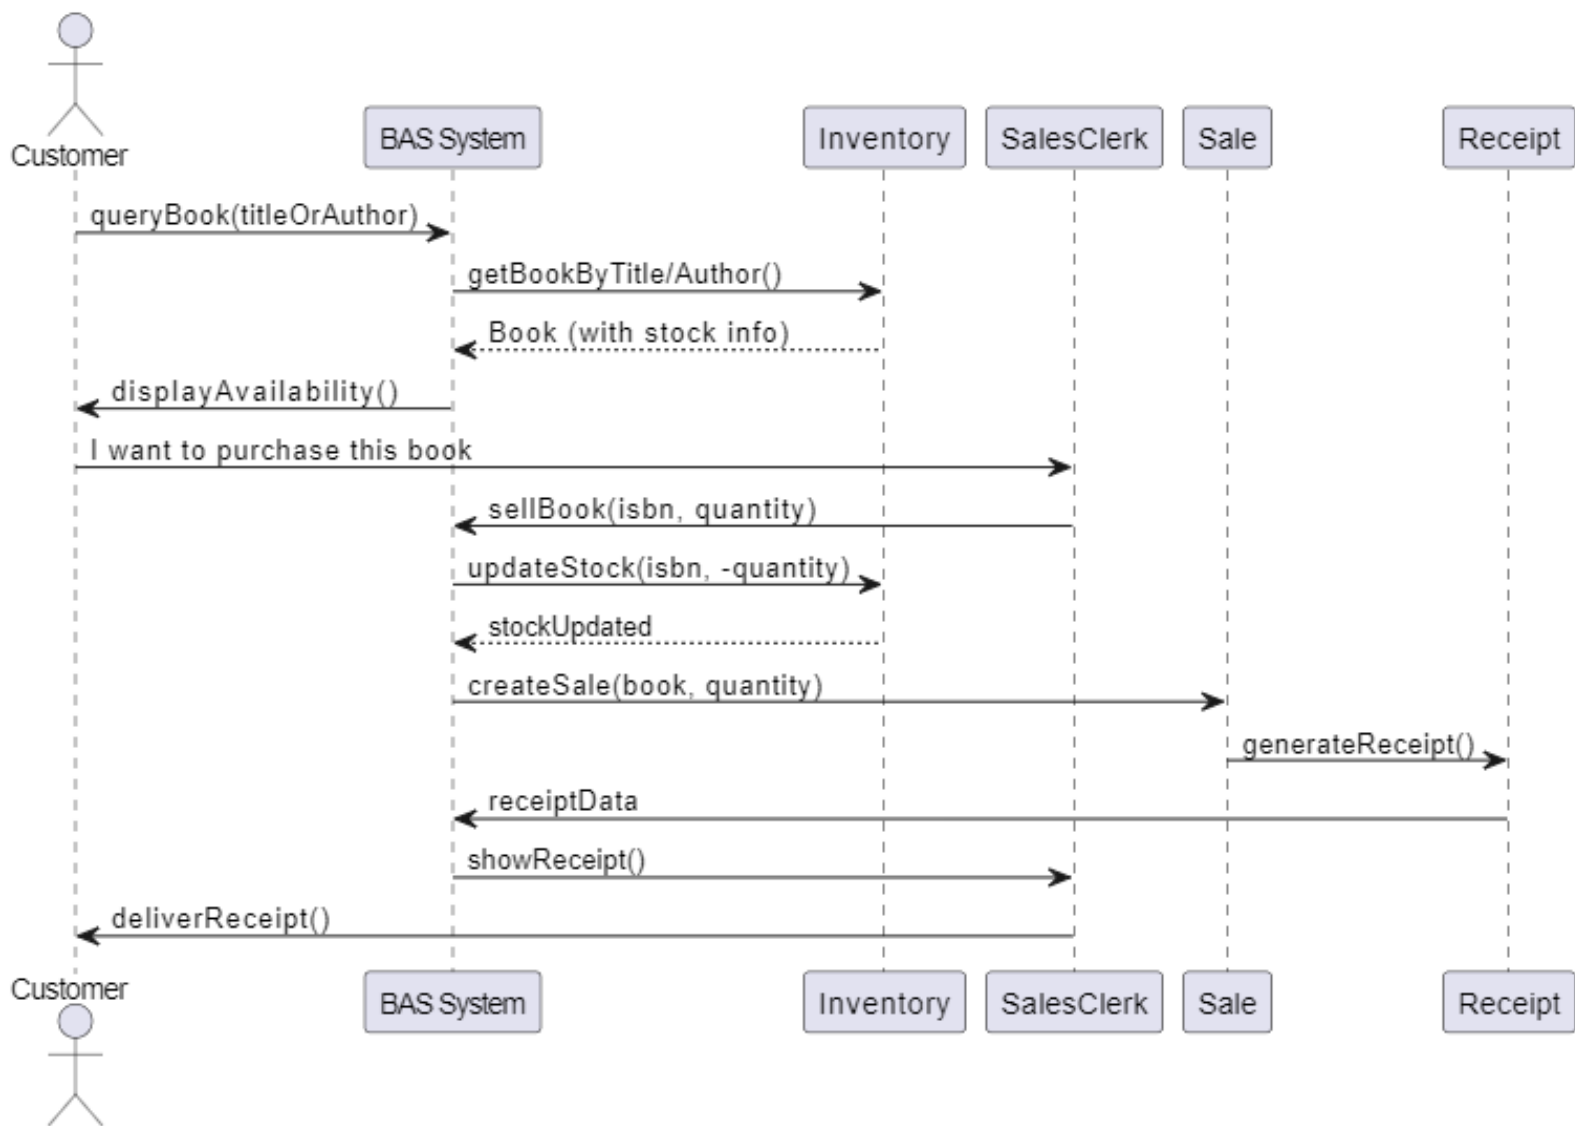 Customer
BAS System
Inventory
SalesClerk
Sale
Receipt
queryBook(titleOrAuthor)
getBookByTitle/Author()
Book (with stock info)
displayAvailability()
I want to purchase this book
sellBook(isbn, quantity)
updateStock(isbn, -quantity)
stockUpdated
createSale(book, quantity)
generateReceipt()
receiptData
showReceipt()
deliverReceipt()
Customer
BAS System
Inventory
SalesClerk
Sale
Receipt